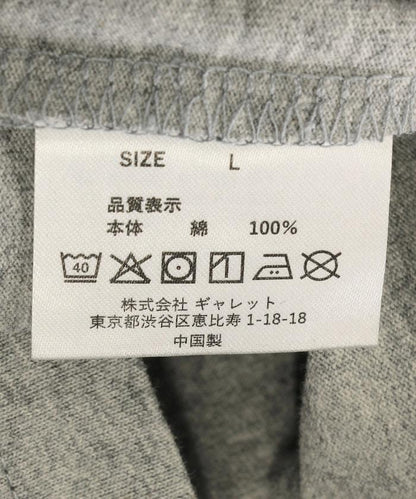 SIZE L
品質表示
本体 綿 100%
40
株式会社 ギャレット
東京都渋谷区恵比寿 1-18-18
中国製